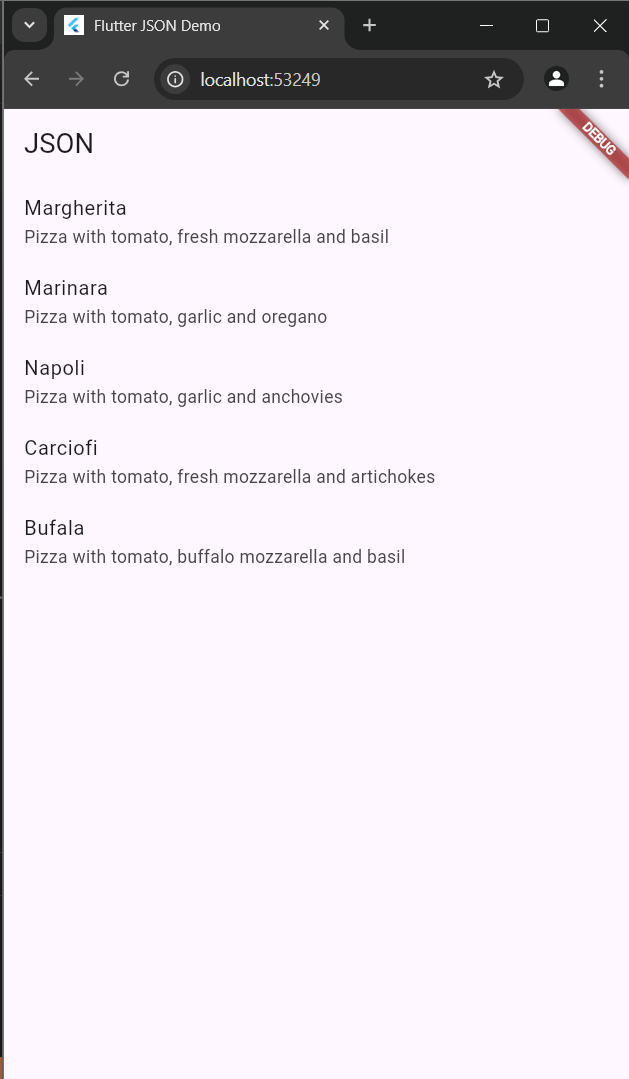 Flutter JSON Demo
localhost:53249
DEBUG
JSON
Margherita
Pizza with tomato, fresh mozzarella and basil
Marinara
Pizza with tomato, garlic and oregano
Napoli
Pizza with tomato, garlic and anchovies
Carciofi
Pizza with tomato, fresh mozzarella and artichokes
Bufala
Pizza with tomato, buffalo mozzarella and basil